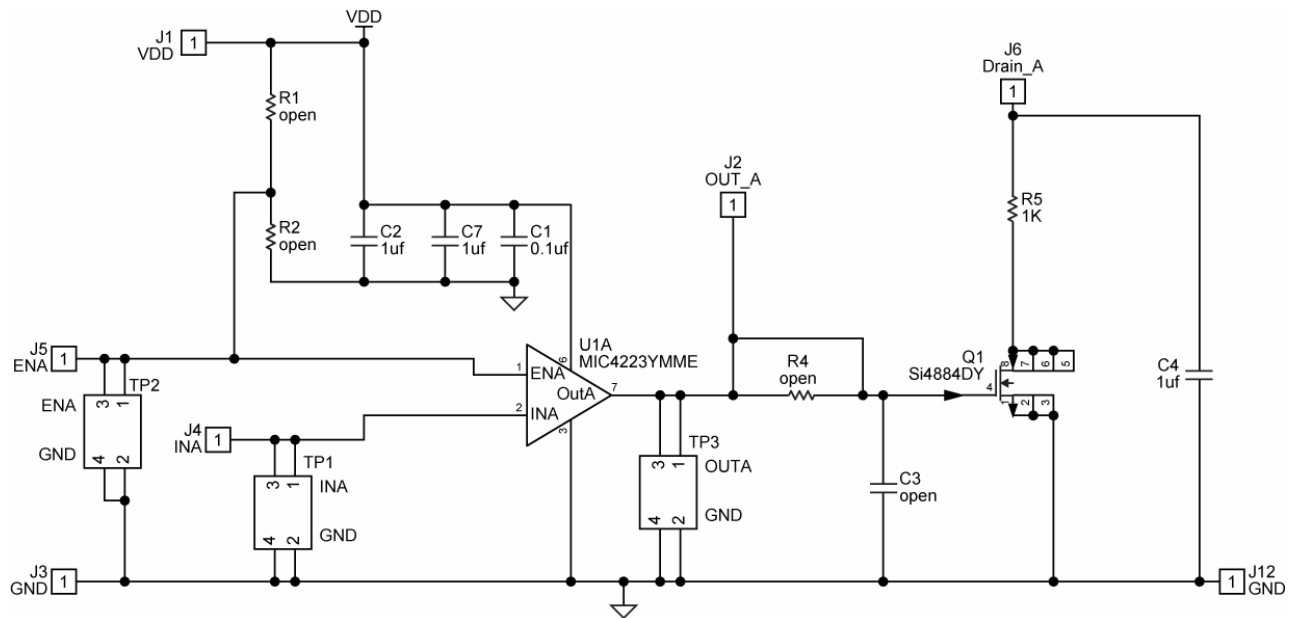 VDD
J1
VDD
1
J6
Drain_A
1
R1
open
J2
OUT_A
1
R2
open
C2
1uf
C7
1uf
C1
0.1uf
R5
1K
J5
ENA
1
TP2
ENA
3
1
GND
4
2
U1A
MIC4223YMME
6
1
ENA
OutA
7
2
INA
3
R4
open
Q1
Si4884DY
8
7
6
5
4
1
2
3
C4
1uf
J4
INA
1
TP1
3
1
INA
4
2
GND
TP3
3
1
OUTA
4
2
GND
C3
open
J3
GND
1
1
J12
GND